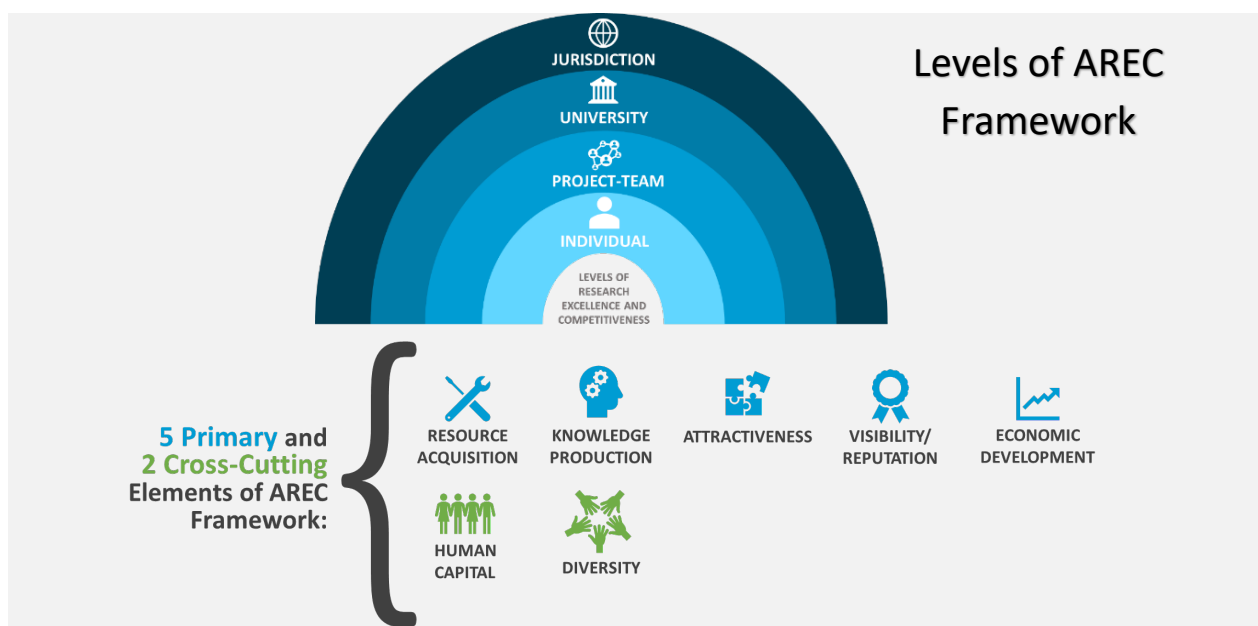 Levels of AREC
Framework
JURISDICTION
UNIVERSITY
PROJECT-TEAM
INDIVIDUAL
LEVELS OF
RESEARCH
EXCELLENCE AND
COMPETITIVENESS
5 Primary and
2 Cross-Cutting
Elements of AREC
Framework:
RESOURCE
ACQUISITION
KNOWLEDGE
PRODUCTION
ATTRACTIVENESS
VISIBILITY/
REPUTATION
ECONOMIC
DEVELOPMENT
HUMAN
CAPITAL
DIVERSITY